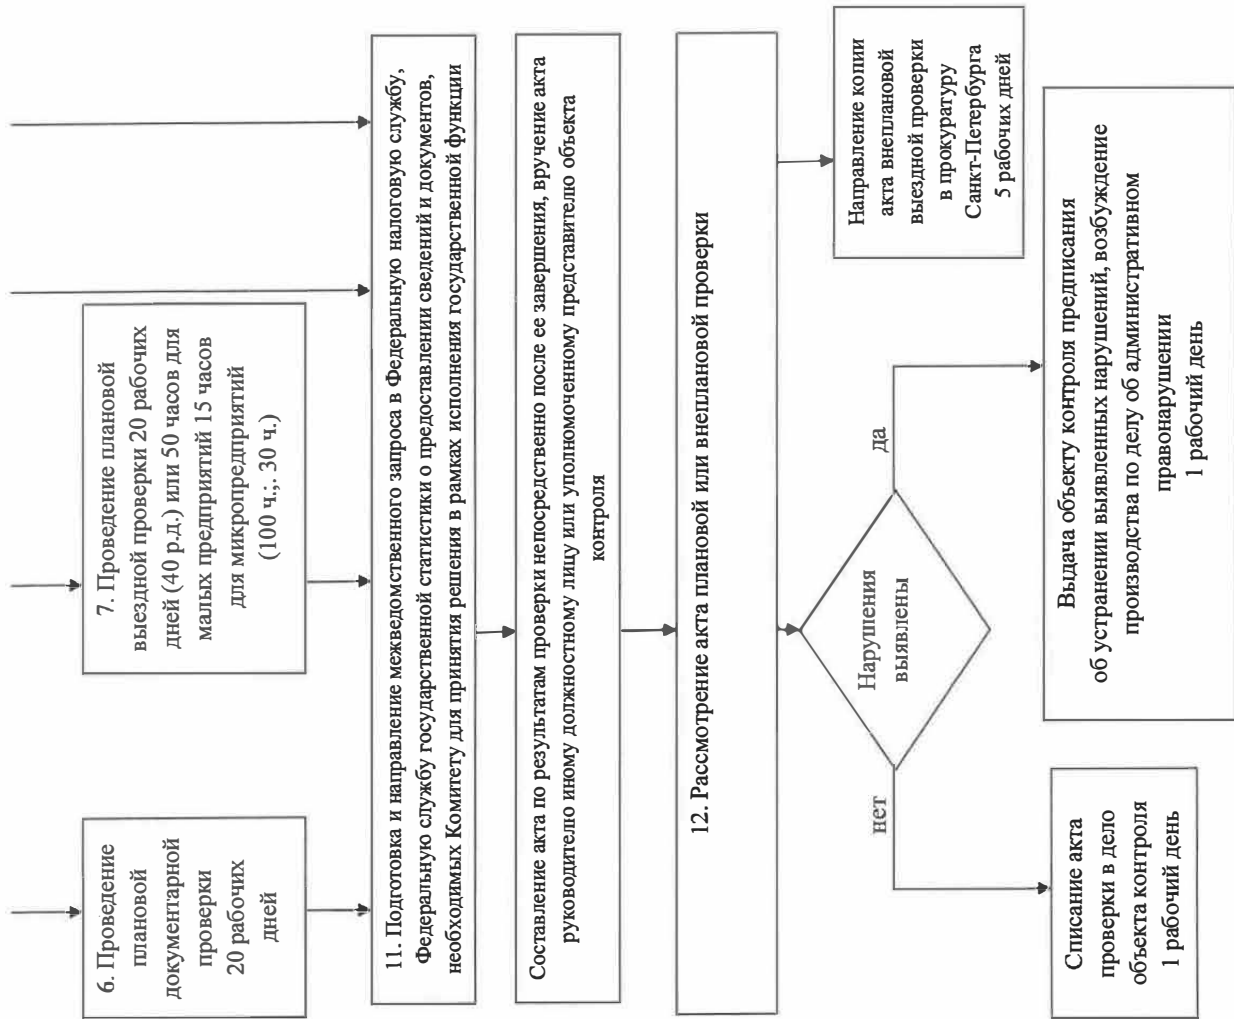 6. Проведение
плановой
документарной
проверки
20 рабочих
дней
7. Проведение плановой
выездной проверки 20 рабочих
дней (40 р.д.) или 50 часов для
малых предприятий 15 часов
для микропредприятий
(100 ч.;. 30 ч.)
11. Подготовка и направление межведомственного запроса в Федеральную налоговую службу,
Федеральную службу государственной статистики о предоставлении сведений и документов,
необходимых Комитету для принятия решения в рамках исполнения государственной функции
Составление акта по результатам проверки непосредственно после ее завершения, вручение акта
руководителю иному должностному лицу или уполномоченному представителю объекта
контроля
12. Рассмотрение акта плановой или внеплановой проверки
Направление копии
акта внеплановой
выездной проверки
в прокуратуру
Санкт-Петербурга
5 рабочих дней
Нарушения
выявлены
нет
да
Списание акта
проверки в дело
объекта контроля
1 рабочий день
Выдача объекту контроля предписания
об устранении выявленных нарушений, возбуждение
производства по делу об административном
правонарушении
1 рабочий день